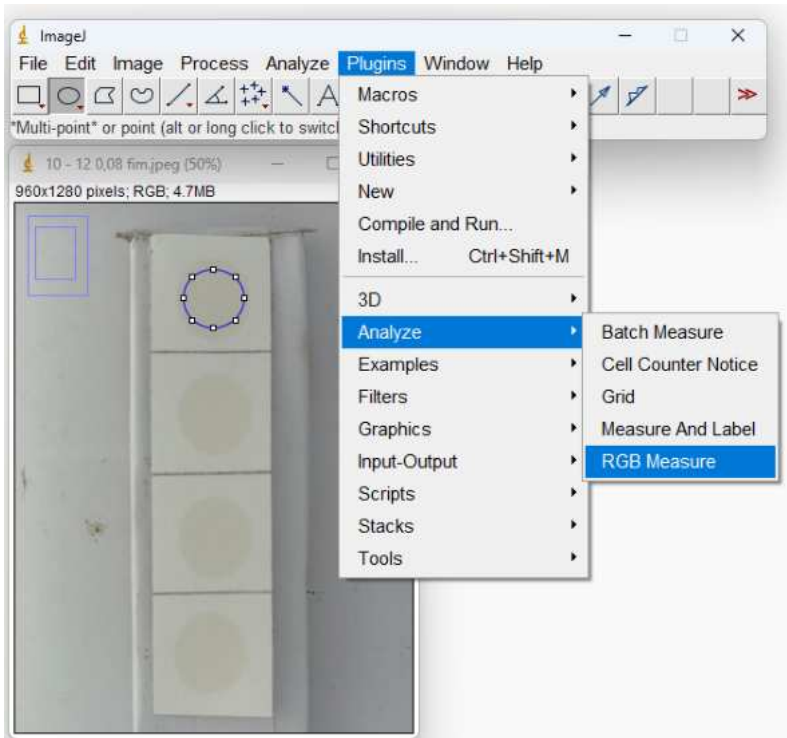 ImageJ
File Edit Image Process Analyze Plugins Window Help
*Multi-point* or point (alt or long click to switch
10 - 12 0,08 fim.jpeg (50%)
960x1280 pixels; RGB; 4.7MB
Macros
Shortcuts
Utilities
New
Compile and Run...
Install... Ctrl+Shift+M
3D
Analyze
Examples
Filters
Graphics
Input-Output
Scripts
Stacks
Tools
Batch Measure
Cell Counter Notice
Grid
Measure And Label
RGB Measure